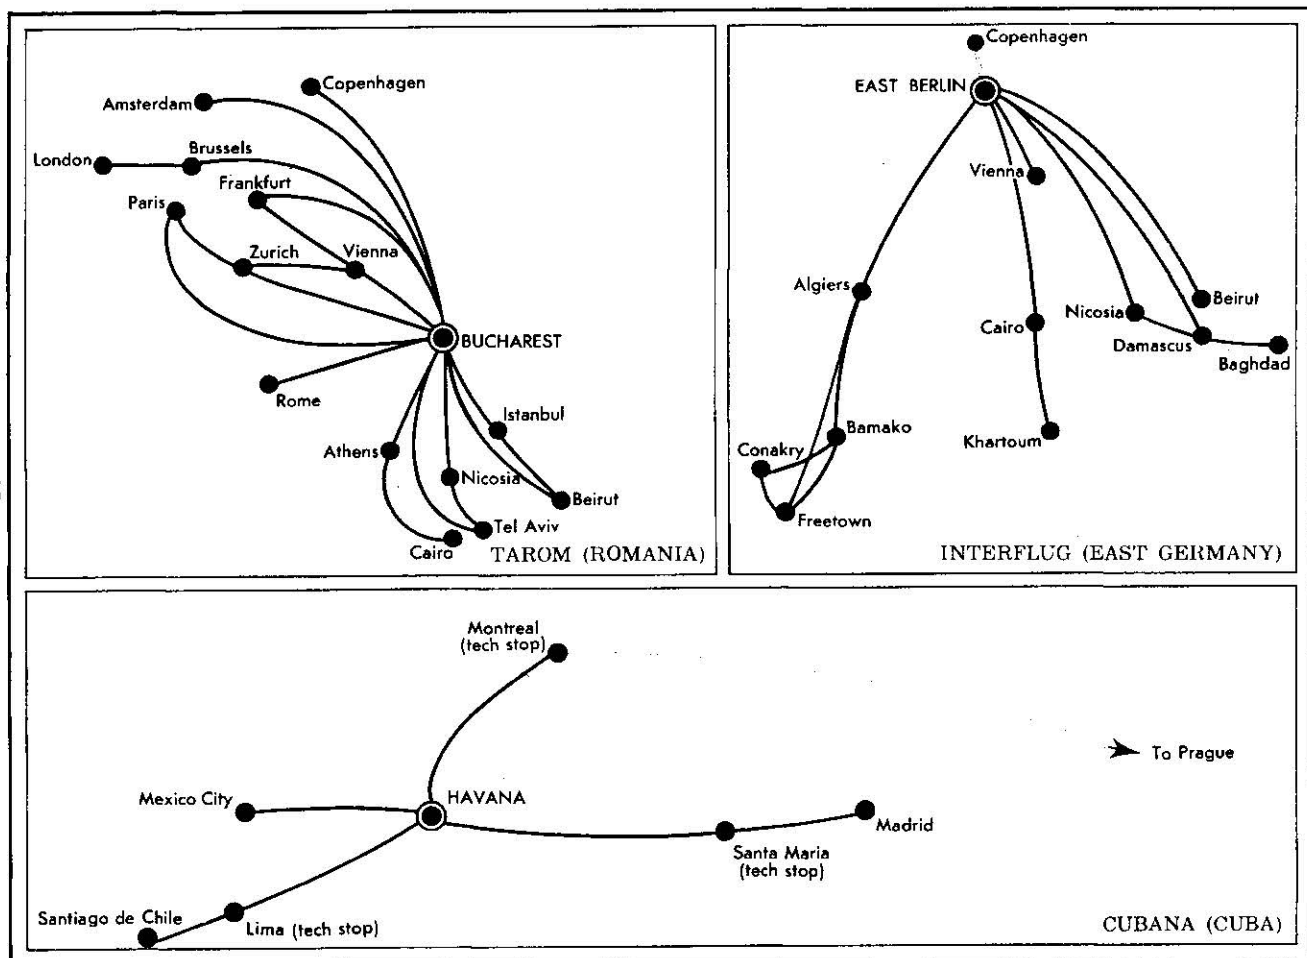 Copenhagen
Amsterdam
London
Brussels
Frankfurt
Paris
Zurich
Vienna
BUCHAREST
Rome
Istanbul
Athens
Nicosia
Beirut
Tel Aviv
Cairo
TAROM (ROMANIA)
Copenhagen
EAST BERLIN
Vienna
Algiers
Beirut
Nicosia
Cairo
Damascus
Baghdad
Bamako
Khartoum
Conakry
Freetown
INTERFLUG (EAST GERMANY)
Montreal
(tech stop)
To Prague
Mexico City
HAVANA
Madrid
Santa Maria
(tech stop)
Santiago de Chile
Lima (tech stop)
CUBANA (CUBA)